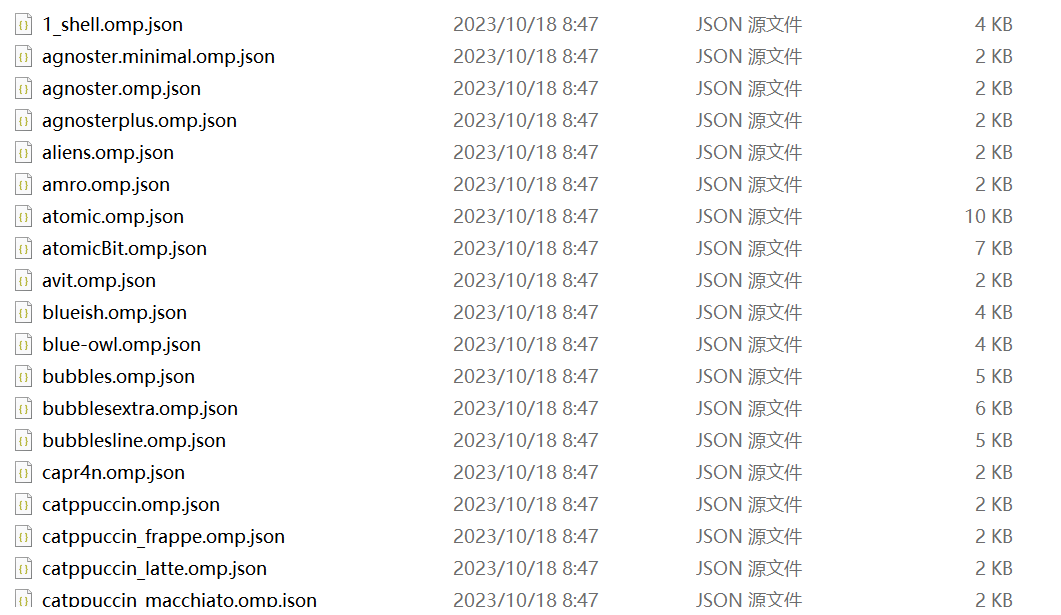 1_shell.omp.json 2023/10/18 8:47 JSON 源文件 4 KB
agnoster.minimal.omp.json 2023/10/18 8:47 JSON 源文件 2 KB
agnoster.omp.json 2023/10/18 8:47 JSON 源文件 2 KB
agnosterplus.omp.json 2023/10/18 8:47 JSON 源文件 2 KB
aliens.omp.json 2023/10/18 8:47 JSON 源文件 2 KB
amro.omp.json 2023/10/18 8:47 JSON 源文件 2 KB
atomic.omp.json 2023/10/18 8:47 JSON 源文件 10 KB
atomicBit.omp.json 2023/10/18 8:47 JSON 源文件 7 KB
avit.omp.json 2023/10/18 8:47 JSON 源文件 2 KB
blueish.omp.json 2023/10/18 8:47 JSON 源文件 4 KB
blue-owl.omp.json 2023/10/18 8:47 JSON 源文件 4 KB
bubbles.omp.json 2023/10/18 8:47 JSON 源文件 5 KB
bubblesextra.omp.json 2023/10/18 8:47 JSON 源文件 6 KB
bubblesline.omp.json 2023/10/18 8:47 JSON 源文件 5 KB
capr4n.omp.json 2023/10/18 8:47 JSON 源文件 2 KB
catppuccin.omp.json 2023/10/18 8:47 JSON 源文件 2 KB
catppuccin_frappe.omp.json 2023/10/18 8:47 JSON 源文件 2 KB
catppuccin_latte.omp.json 2023/10/18 8:47 JSON 源文件 2 KB
catppuccin_macchiato.omp.json 2023/10/18 8:47 JSON 源文件 2 KB